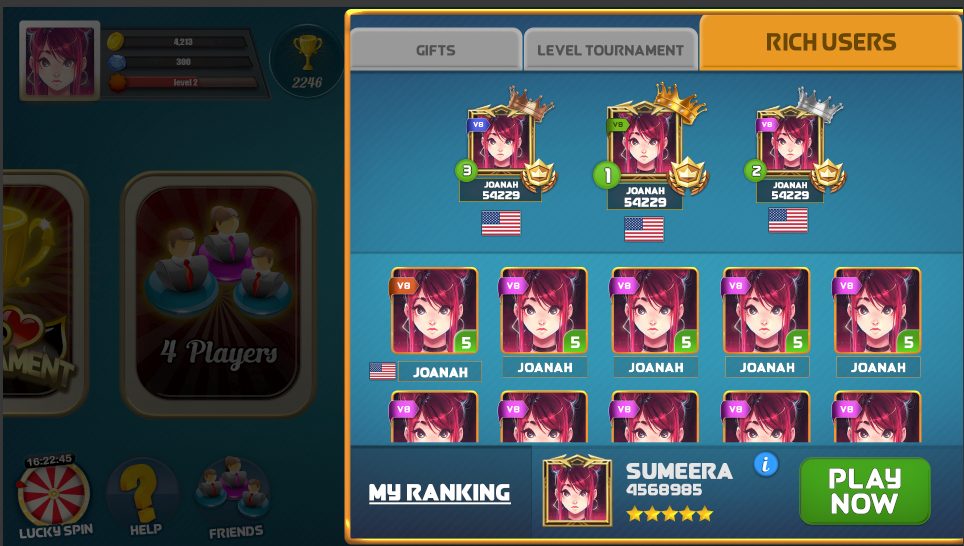 4,213
300
level 2
2246
GIFTS
LEVEL TOURNAMENT
RICH USERS
V8
3
JOANAH
54229
V8
1
JOANAH
54229
V8
2
JOANAH
54229
4 Players
V8
5
JOANAH
V8
5
JOANAH
V8
5
JOANAH
V8
5
JOANAH
V8
5
JOANAH
V8
V8
V8
V8
V8
16:22:45
LUCKY SPIN
?
HELP
FRIENDS
MY RANKING
SUMEERA
4568985
i
PLAY
NOW